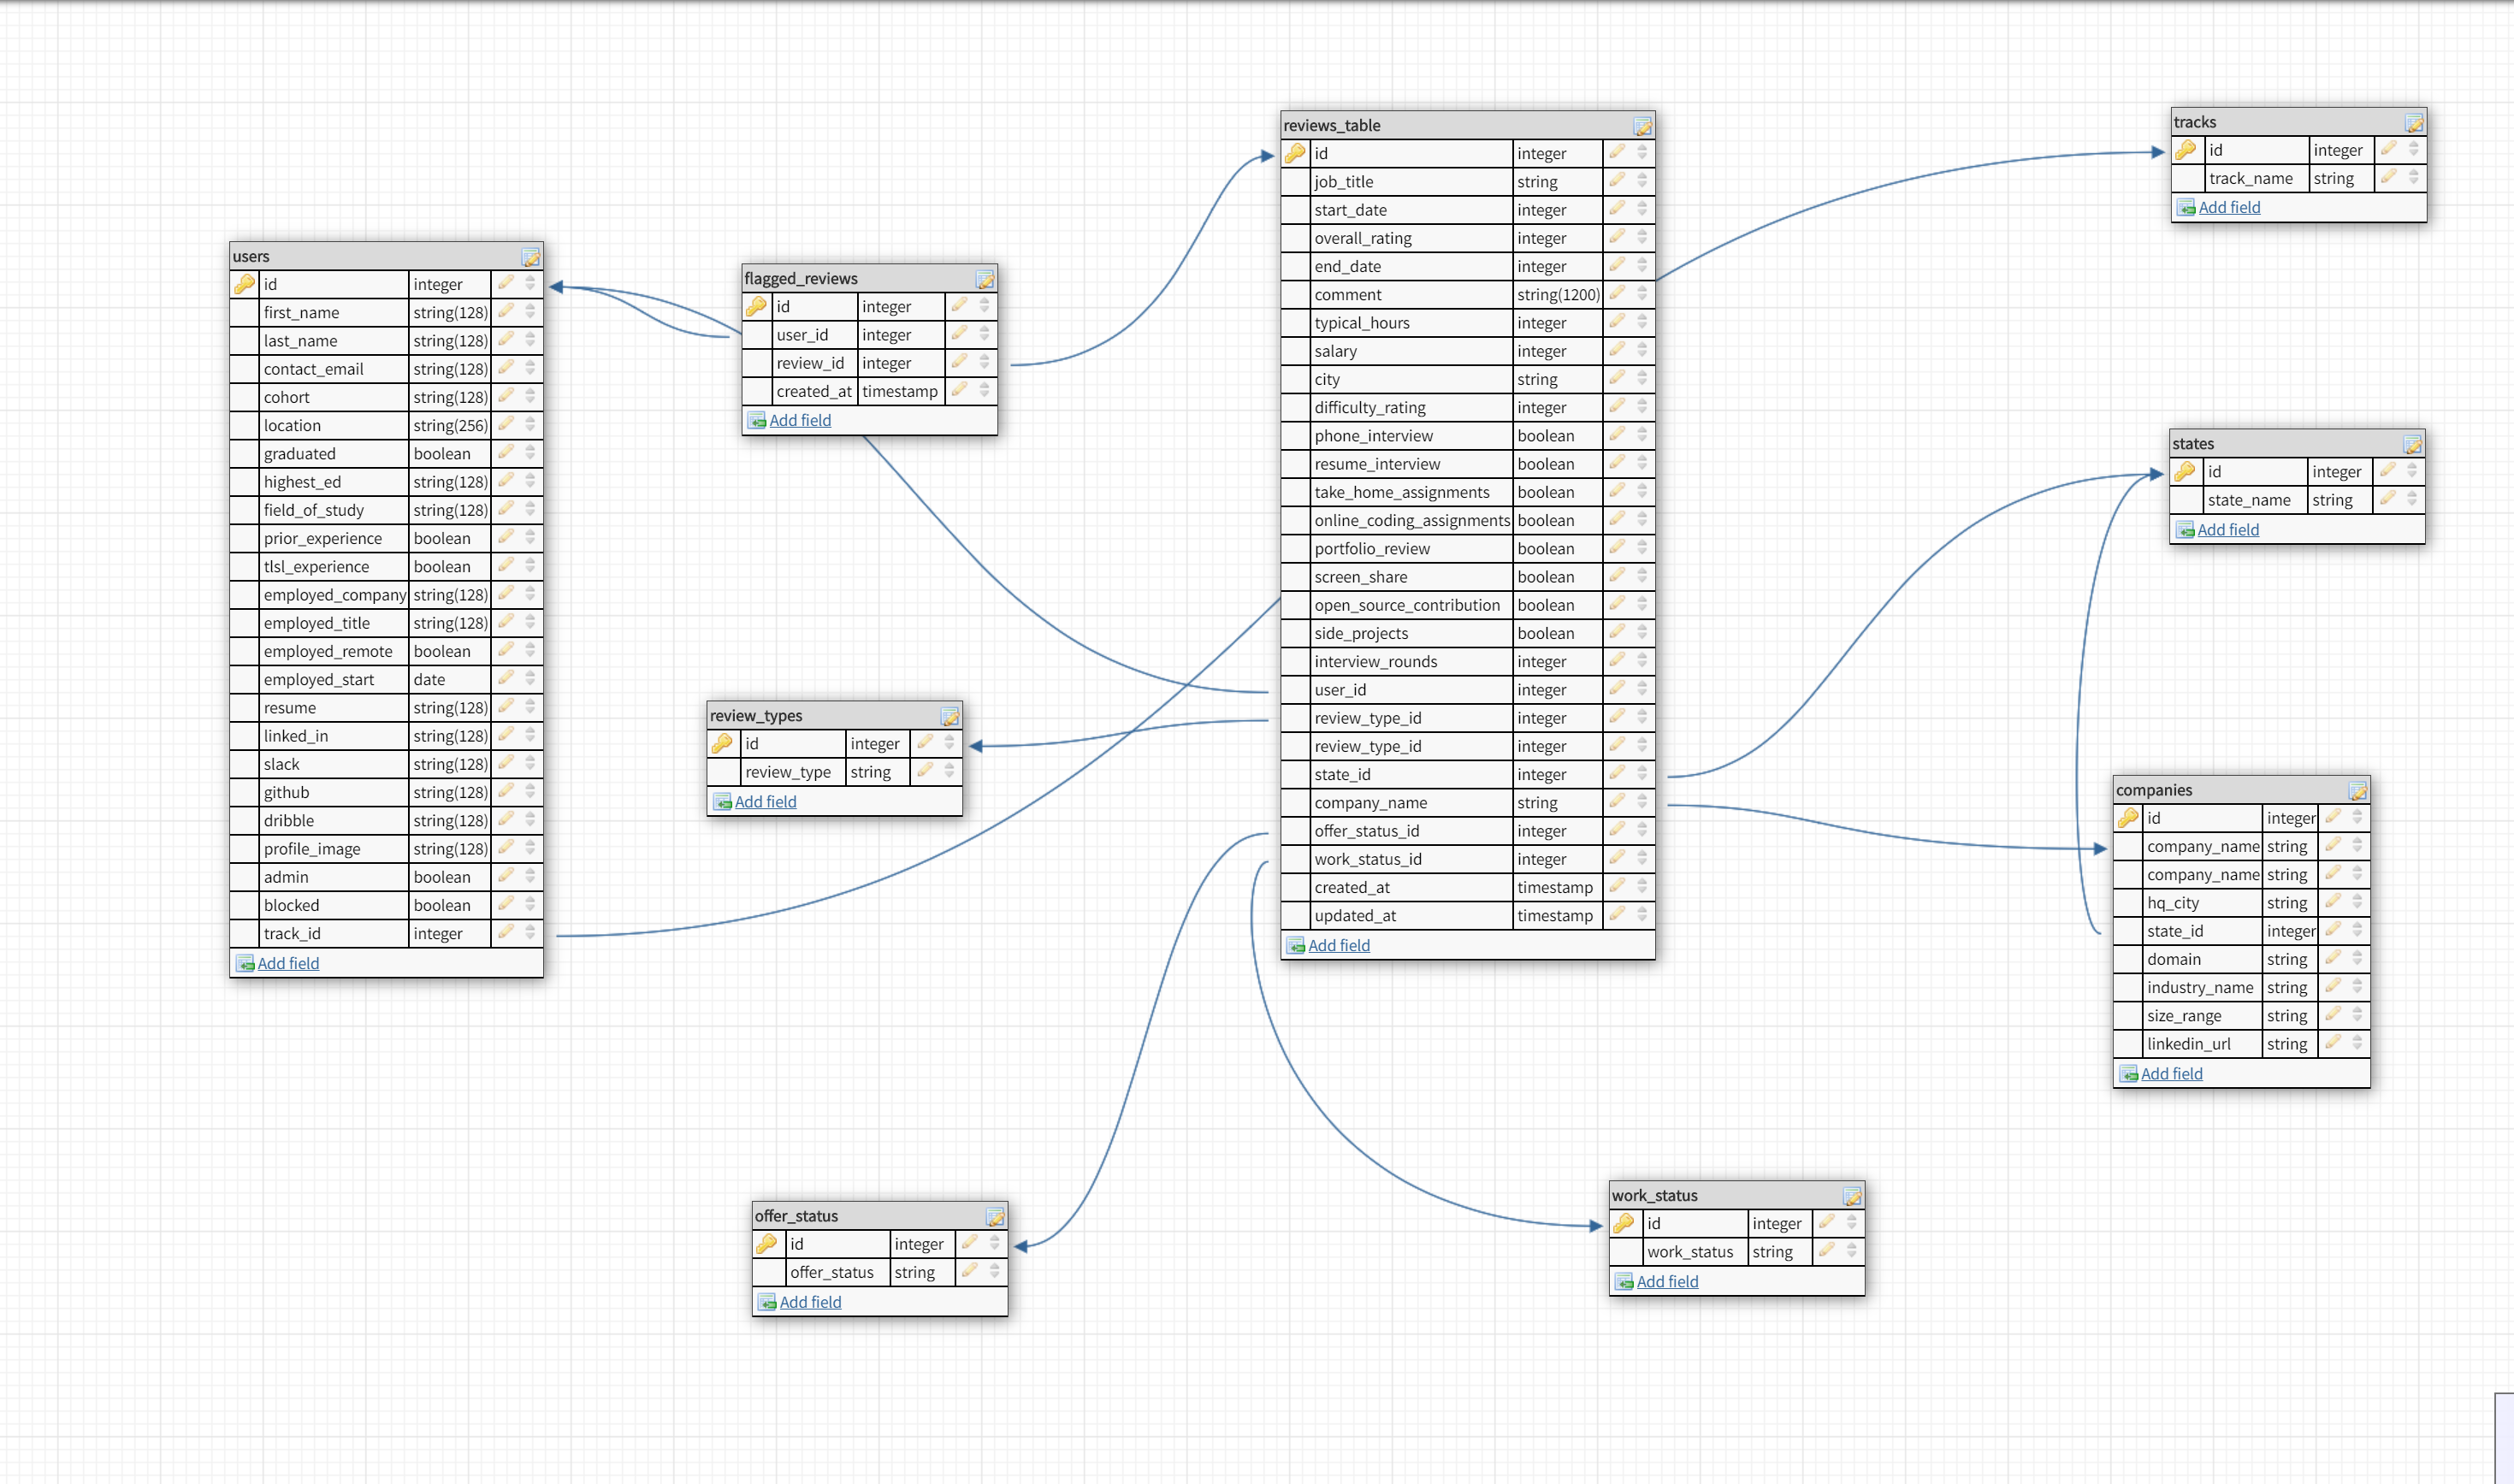 users
id integer
first_name string(128)
last_name string(128)
contact_email string(128)
cohort string(128)
location string(256)
graduated boolean
highest_ed string(128)
field_of_study string(128)
prior_experience boolean
tlsl_experience boolean
employed_company string(128)
employed_title string(128)
employed_remote boolean
employed_start date
resume string(128)
linked_in string(128)
slack string(128)
github string(128)
dribble string(128)
profile_image string(128)
admin boolean
blocked boolean
track_id integer
Add field
flagged_reviews
id integer
user_id integer
review_id integer
created_at timestamp
Add field
review_types
id integer
review_type string
Add field
offer_status
id integer
offer_status string
Add field
reviews_table
id integer
job_title string
start_date integer
overall_rating integer
end_date integer
comment string(1200)
typical_hours integer
salary integer
city string
difficulty_rating integer
phone_interview boolean
resume_interview boolean
take_home_assignments boolean
online_coding_assignments boolean
portfolio_review boolean
screen_share boolean
open_source_contribution boolean
side_projects boolean
interview_rounds integer
user_id integer
review_type_id integer
review_type_id integer
state_id integer
company_name string
offer_status_id integer
work_status_id integer
created_at timestamp
updated_at timestamp
Add field
work_status
id integer
work_status string
Add field
tracks
id integer
track_name string
Add field
states
id integer
state_name string
Add field
companies
id integer
company_name string
company_name string
hq_city string
state_id integer
domain string
industry_name string
size_range string
linkedin_url string
Add field